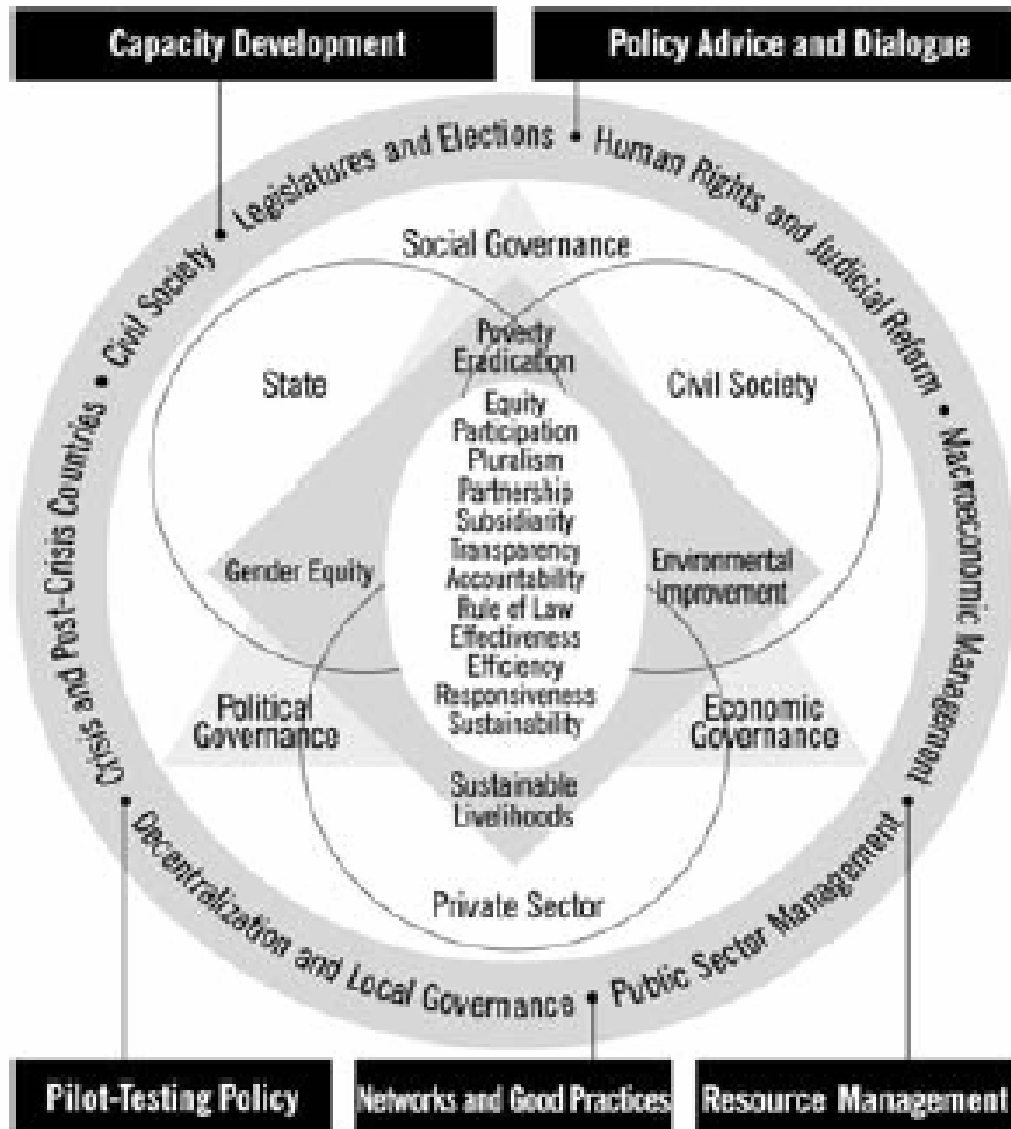 Capacity Development
Policy Advice and Dialogue
Crisis and Post-Crisis Countries • Civil Society • Legislatures and Elections • Human Rights and Judicial Reform • Macroeconomic Management • Public Sector Management • Decentralization and Local Governance •
Social Governance
Poverty
Eradication
State
Civil Society
Equity
Participation
Pluralism
Partnership
Subsidiarity
Transparency
Accountability
Rule of Law
Effectiveness
Efficiency
Responsiveness
Sustainability
Gender Equity
Environmental
Improvement
Political
Governance
Economic
Governance
Sustainable
Livelihoods
Private Sector
Pilot-Testing Policy
Networks and Good Practices
Resource Management